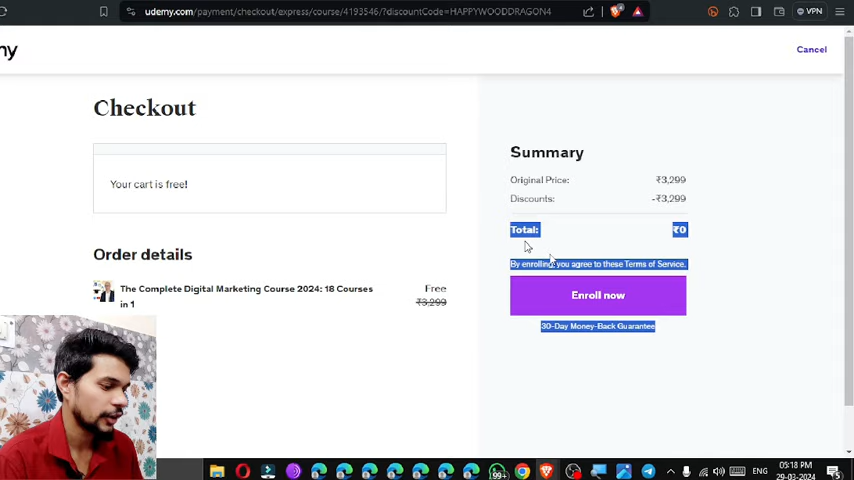 udemy.com/payment/checkout/express/course/4193546/?discountCode=HAPPYWOODDRAGON4
VPN
my
Cancel
Checkout
Your cart is free!
Order details
The Complete Digital Marketing Course 2024: 18 Courses in 1
Free
₹3,299
Summary
Original Price: ₹3,299
Discounts: -₹3,299
Total: ₹0
By enrolling you agree to these Terms of Service.
Enroll now
30-Day Money-Back Guarantee
99+
ENG
05:18 PM
29-03-2024